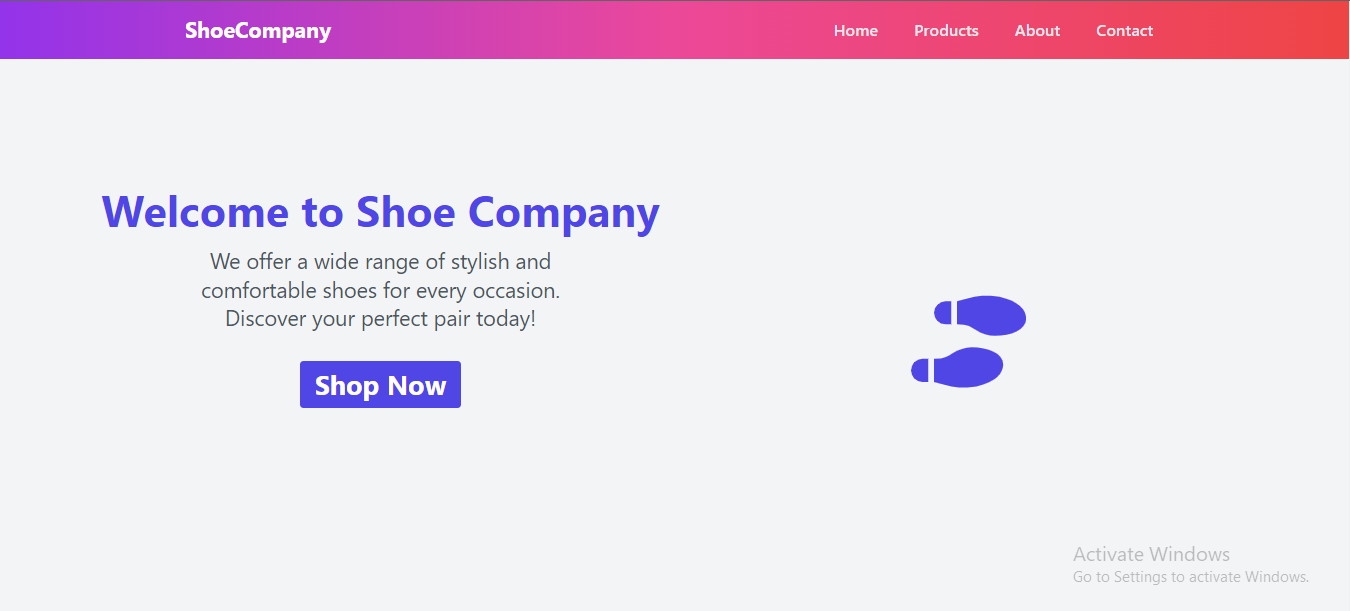 ShoeCompany
Home Products About Contact
Welcome to Shoe Company
We offer a wide range of stylish and
comfortable shoes for every occasion.
Discover your perfect pair today!
Shop Now
Activate Windows
Go to Settings to activate Windows.